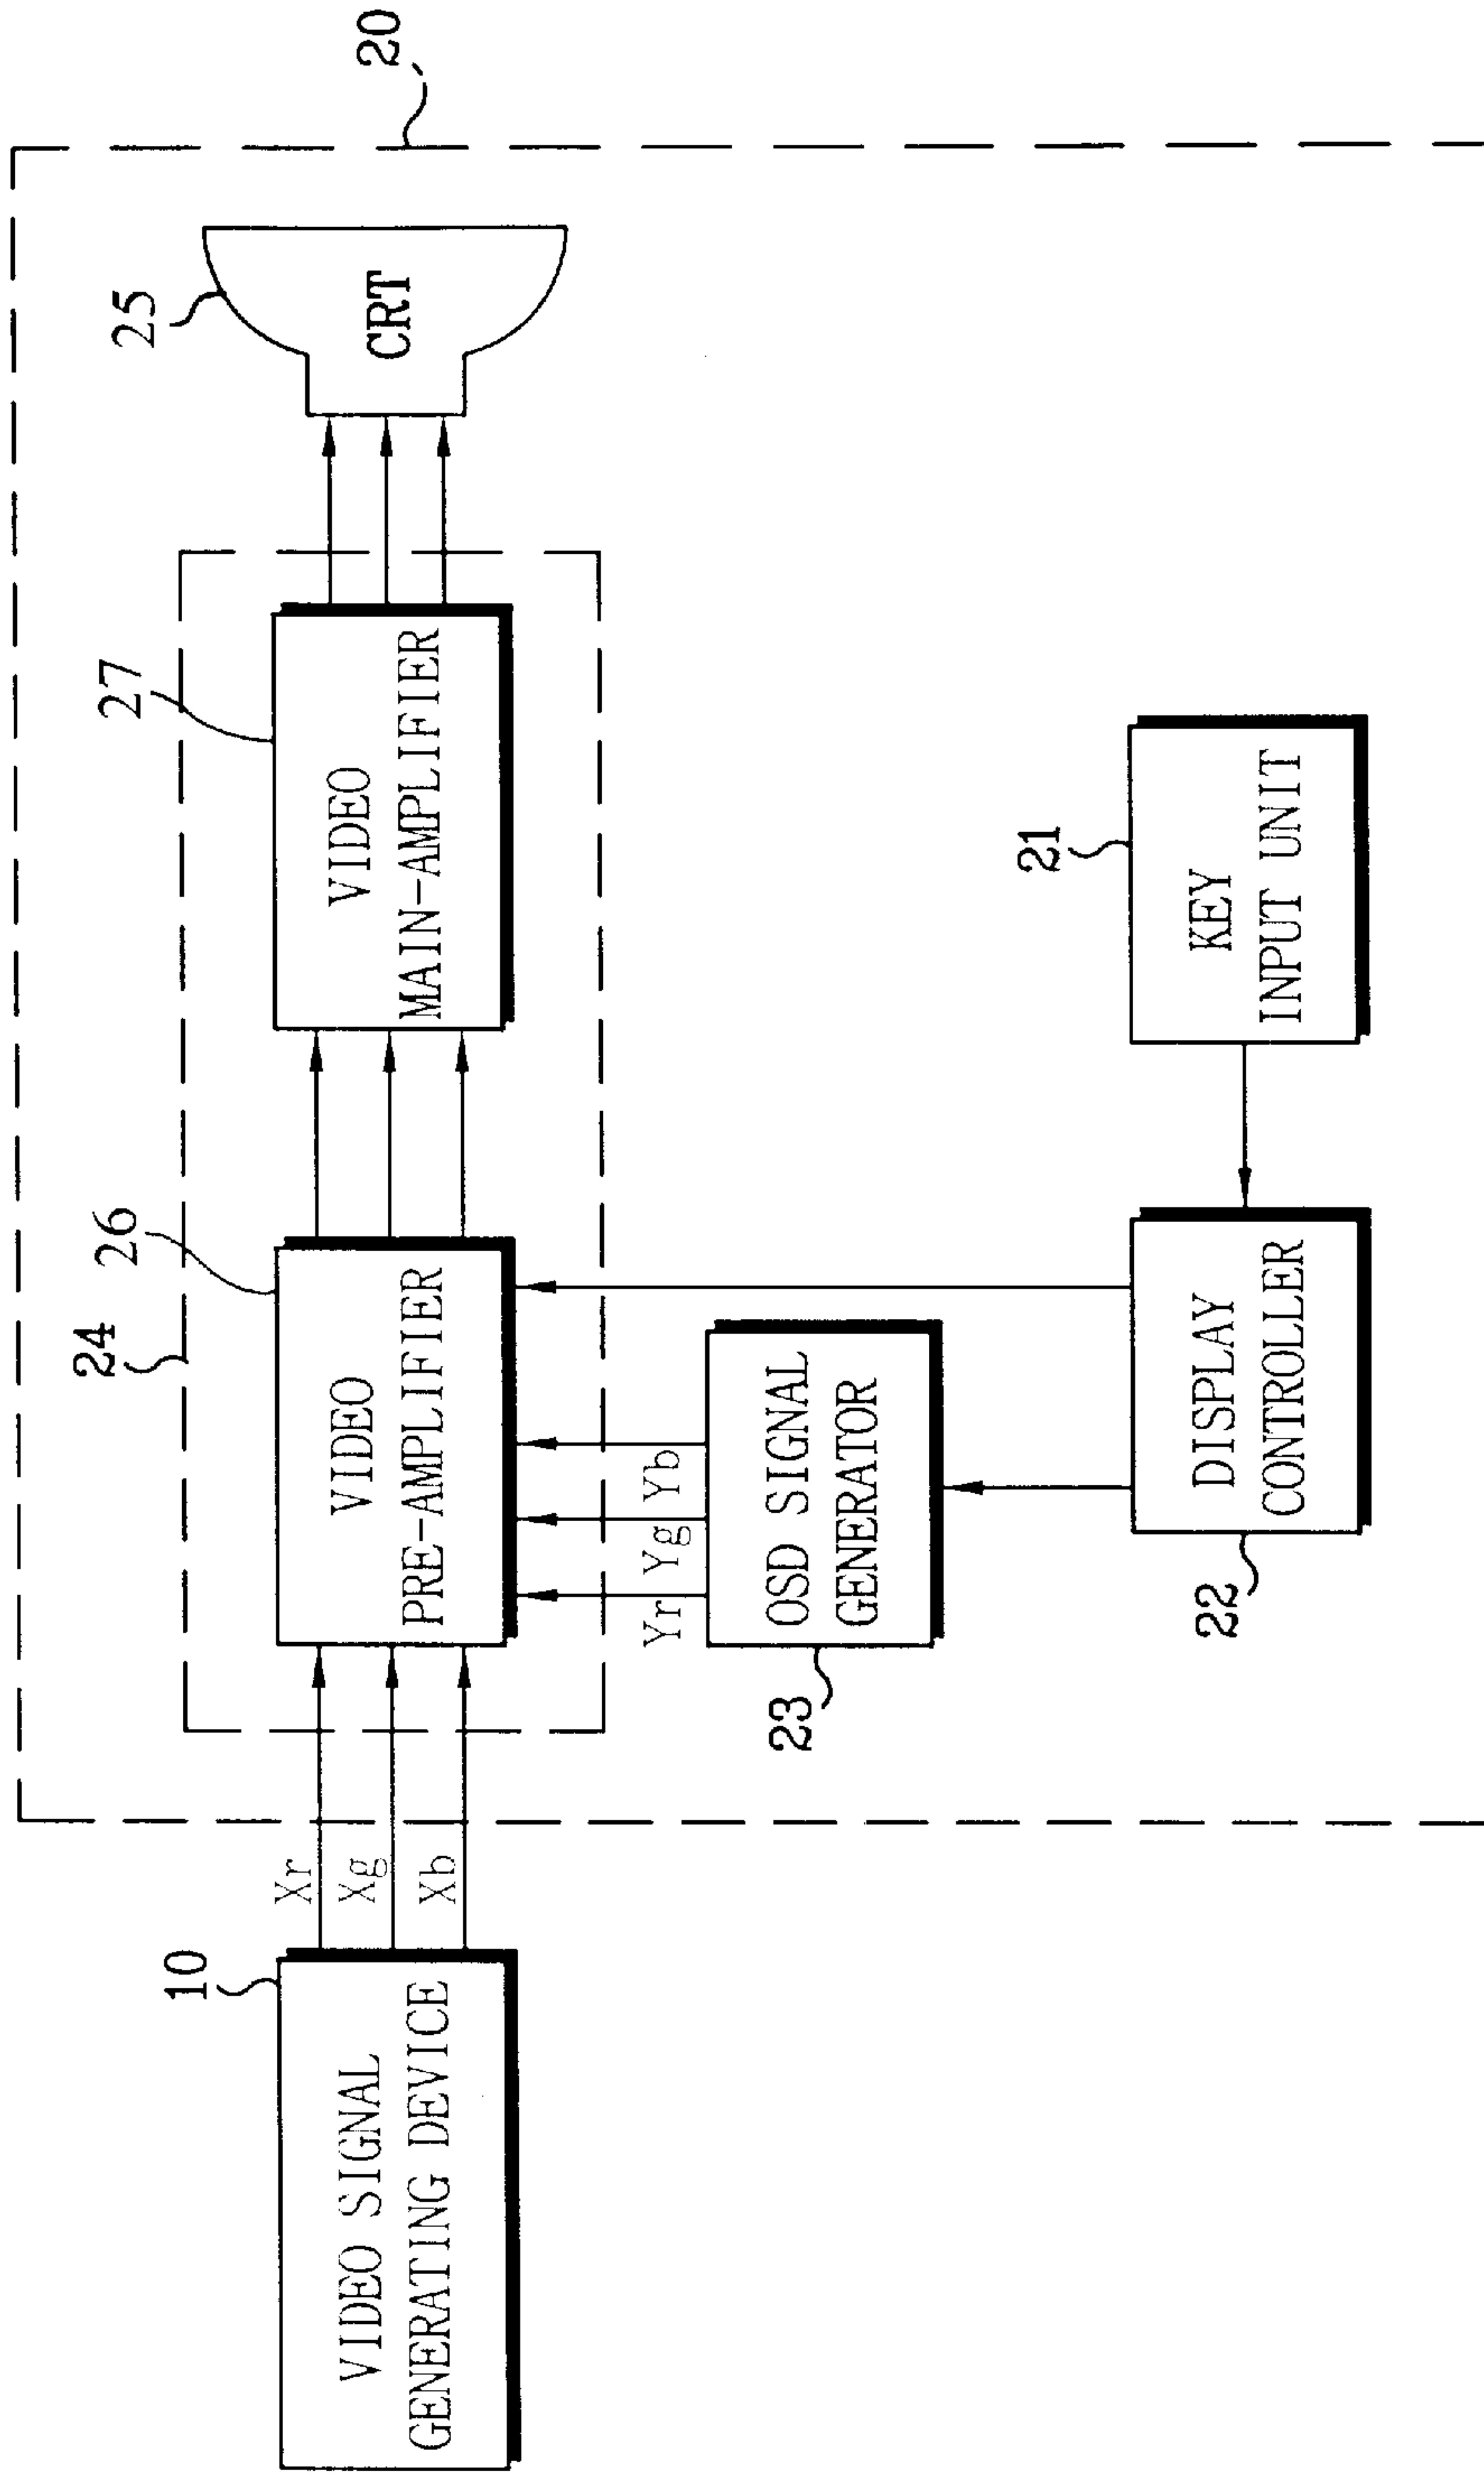 20
25
CRT
27
VIDEO
MAIN-AMPLIFIER
26
24
VIDEO
PRE-AMPLIFIER
Xr
Xg
Xb
10
VIDEO SIGNAL
GENERATING DEVICE
Yr
Yg
Yb
OSD SIGNAL
GENERATOR
23
21
KEY
INPUT UNIT
DISPLAY
CONTROLLER
22